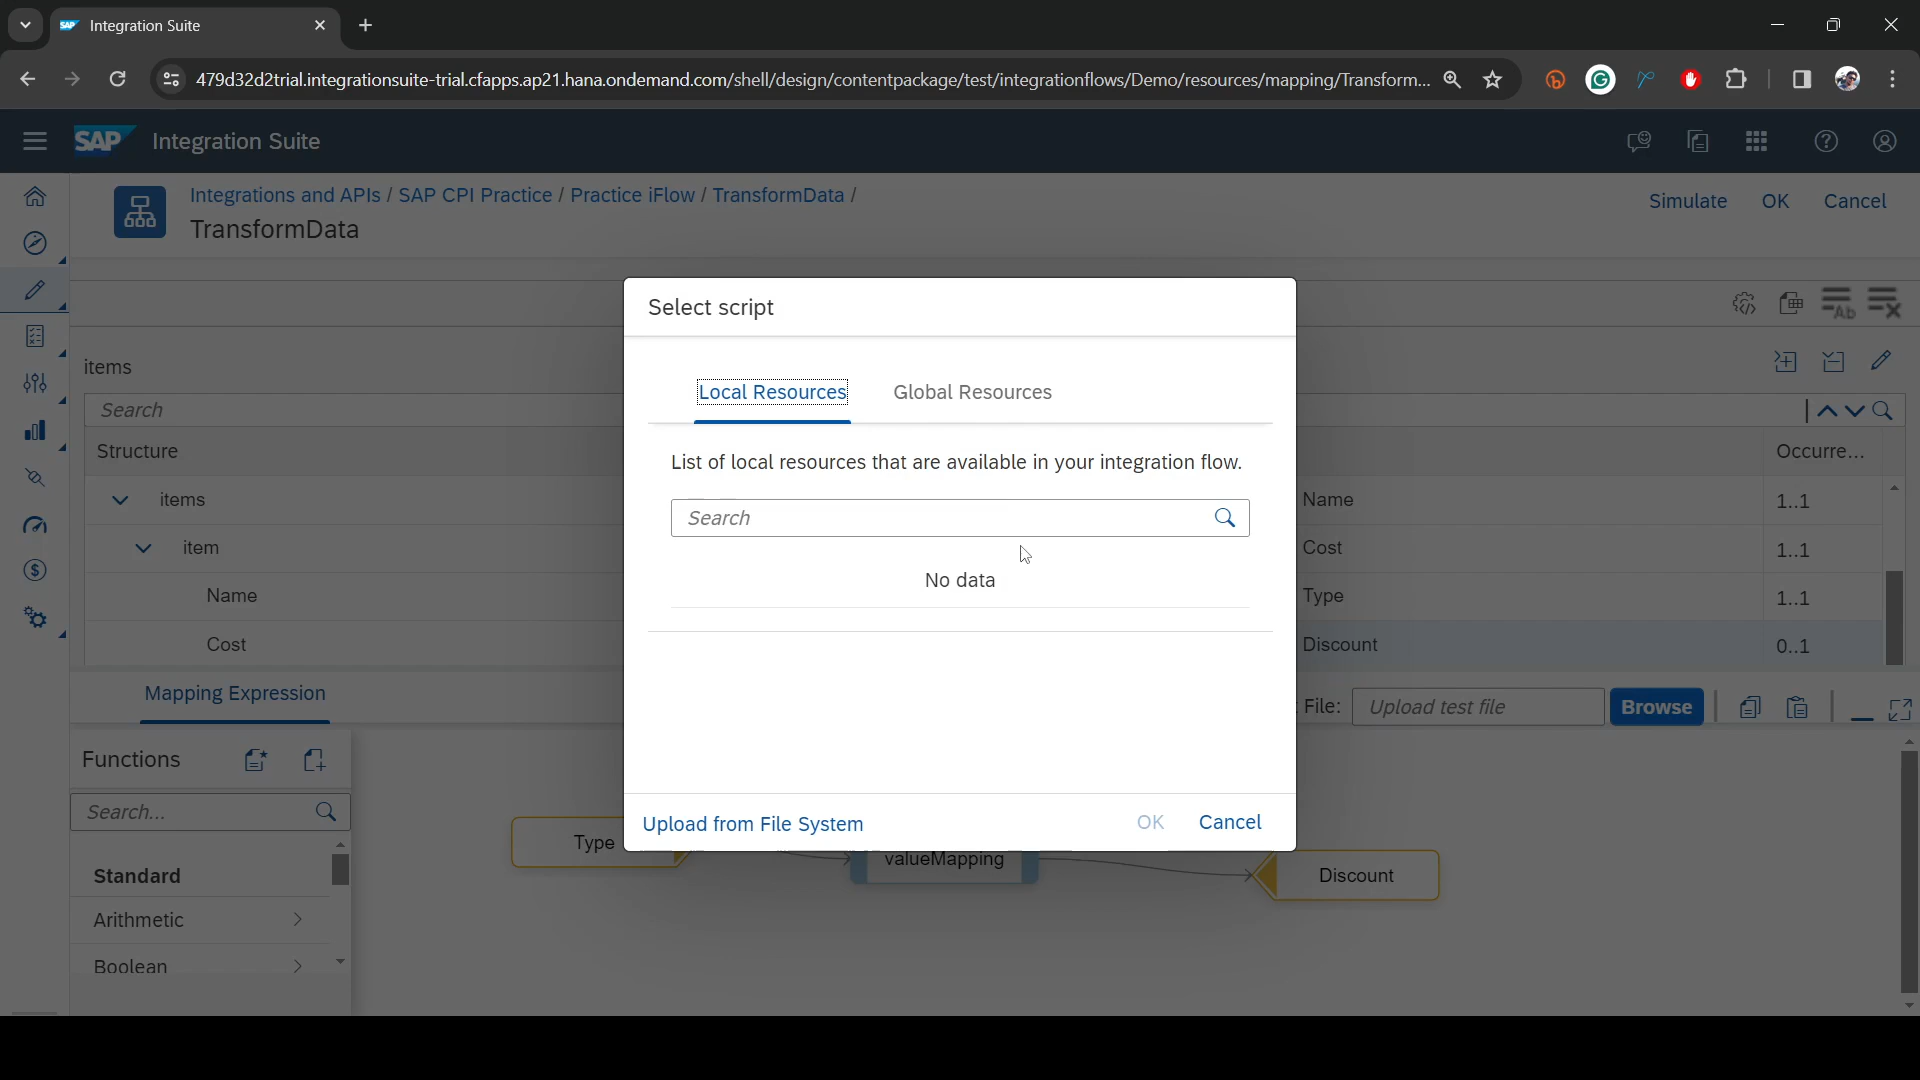 Integration Suite
479d32d2trial.integrationsuite-trial.cfapps.ap21.hana.ondemand.com/shell/design/contentpackage/test/integrationflows/Demo/resources/mapping/Transform...
SAP Integration Suite
Integrations and APIs / SAP CPI Practice / Practice iFlow / TransformData /
TransformData
Simulate OK Cancel
Select script
items
Local Resources Global Resources
Search
Structure
Occurre...
List of local resources that are available in your integration flow.
items
Name 1..1
Search
item
Cost 1..1
No data
Name
Type 1..1
Cost
Discount 0..1
Mapping Expression
File: Upload test file Browse
Functions
Search...
Upload from File System OK Cancel
Type
valueMapping
Discount
Standard
Arithmetic
Boolean